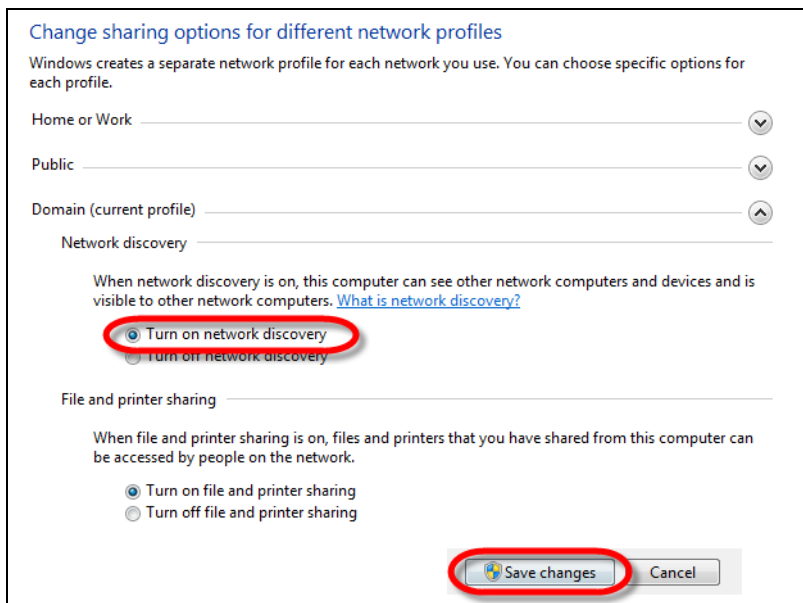 Change sharing options for different network profiles
Windows creates a separate network profile for each network you use. You can choose specific options for
each profile.
Home or Work
Public
Domain (current profile)
Network discovery
When network discovery is on, this computer can see other network computers and devices and is
visible to other network computers. What is network discovery?
Turn on network discovery
Turn off network discovery
File and printer sharing
When file and printer sharing is on, files and printers that you have shared from this computer can
be accessed by people on the network.
Turn on file and printer sharing
Turn off file and printer sharing
Save changes Cancel